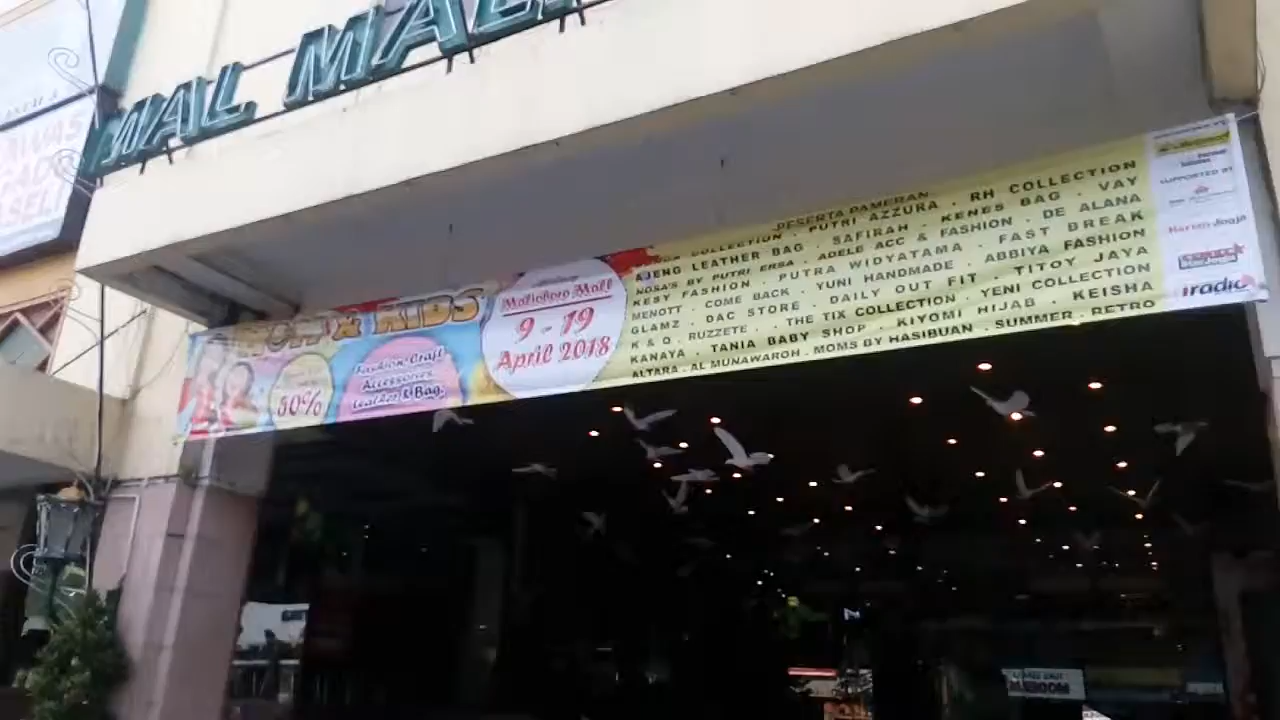 MAL MAL
MOM & KIDS
50%
Fashion Craft
Accessories
Leather & Bag.
Malioboro Mall
9 - 19
April 2018
PESERTA PAMERAN
COLLECTION . PUTRI AZZURA . RH COLLECTION
AJENG LEATHER BAG . SAFIRAH . KENES BAG . VAY
NOSA'S BY PUTRI ERSA . ADELE ACC & FASHION . DE ALANA
KESY FASHION . PUTRA WIDYATAMA . FAST BREAK
MENOTT . COME BACK . YUNI HANDMADE . ABBIYA FASHION
GLAMZ . DAC STORE . DAILY OUT FIT . TITOY JAYA
K & Q . RUZZETE . THE TIX COLLECTION . YENI COLLECTION
KANAYA . TANIA BABY SHOP . KIYOMI HIJAB . KEISHA
ALTARA . AL MUNAWAROH . MOMS BY HASIBUAN . SUMMER . RETRO
SUPPORTED BY
Harian Jogja
iradio